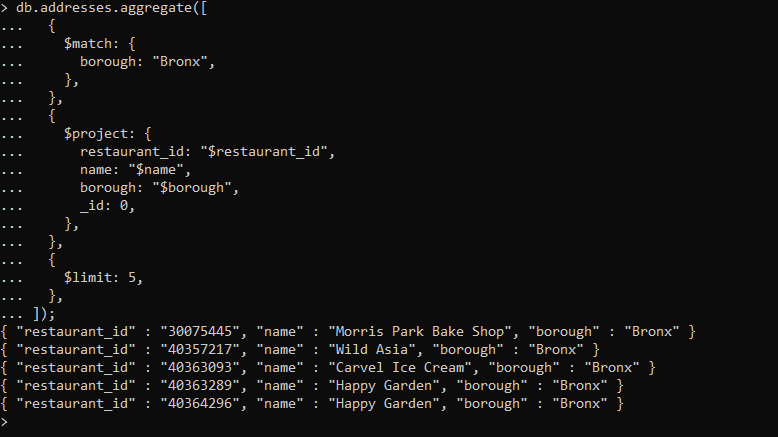 > db.addresses.aggregate([
...   {
...     $match: {
...       borough: "Bronx",
...     },
...   },
...   {
...     $project: {
...       restaurant_id: "$restaurant_id",
...       name: "$name",
...       borough: "$borough",
...       _id: 0,
...     },
...   },
...   {
...     $limit: 5,
...   },
... ]);
{ "restaurant_id" : "30075445", "name" : "Morris Park Bake Shop", "borough" : "Bronx" }
{ "restaurant_id" : "40357217", "name" : "Wild Asia", "borough" : "Bronx" }
{ "restaurant_id" : "40363093", "name" : "Carvel Ice Cream", "borough" : "Bronx" }
{ "restaurant_id" : "40363289", "name" : "Happy Garden", "borough" : "Bronx" }
{ "restaurant_id" : "40364296", "name" : "Happy Garden", "borough" : "Bronx" }
>